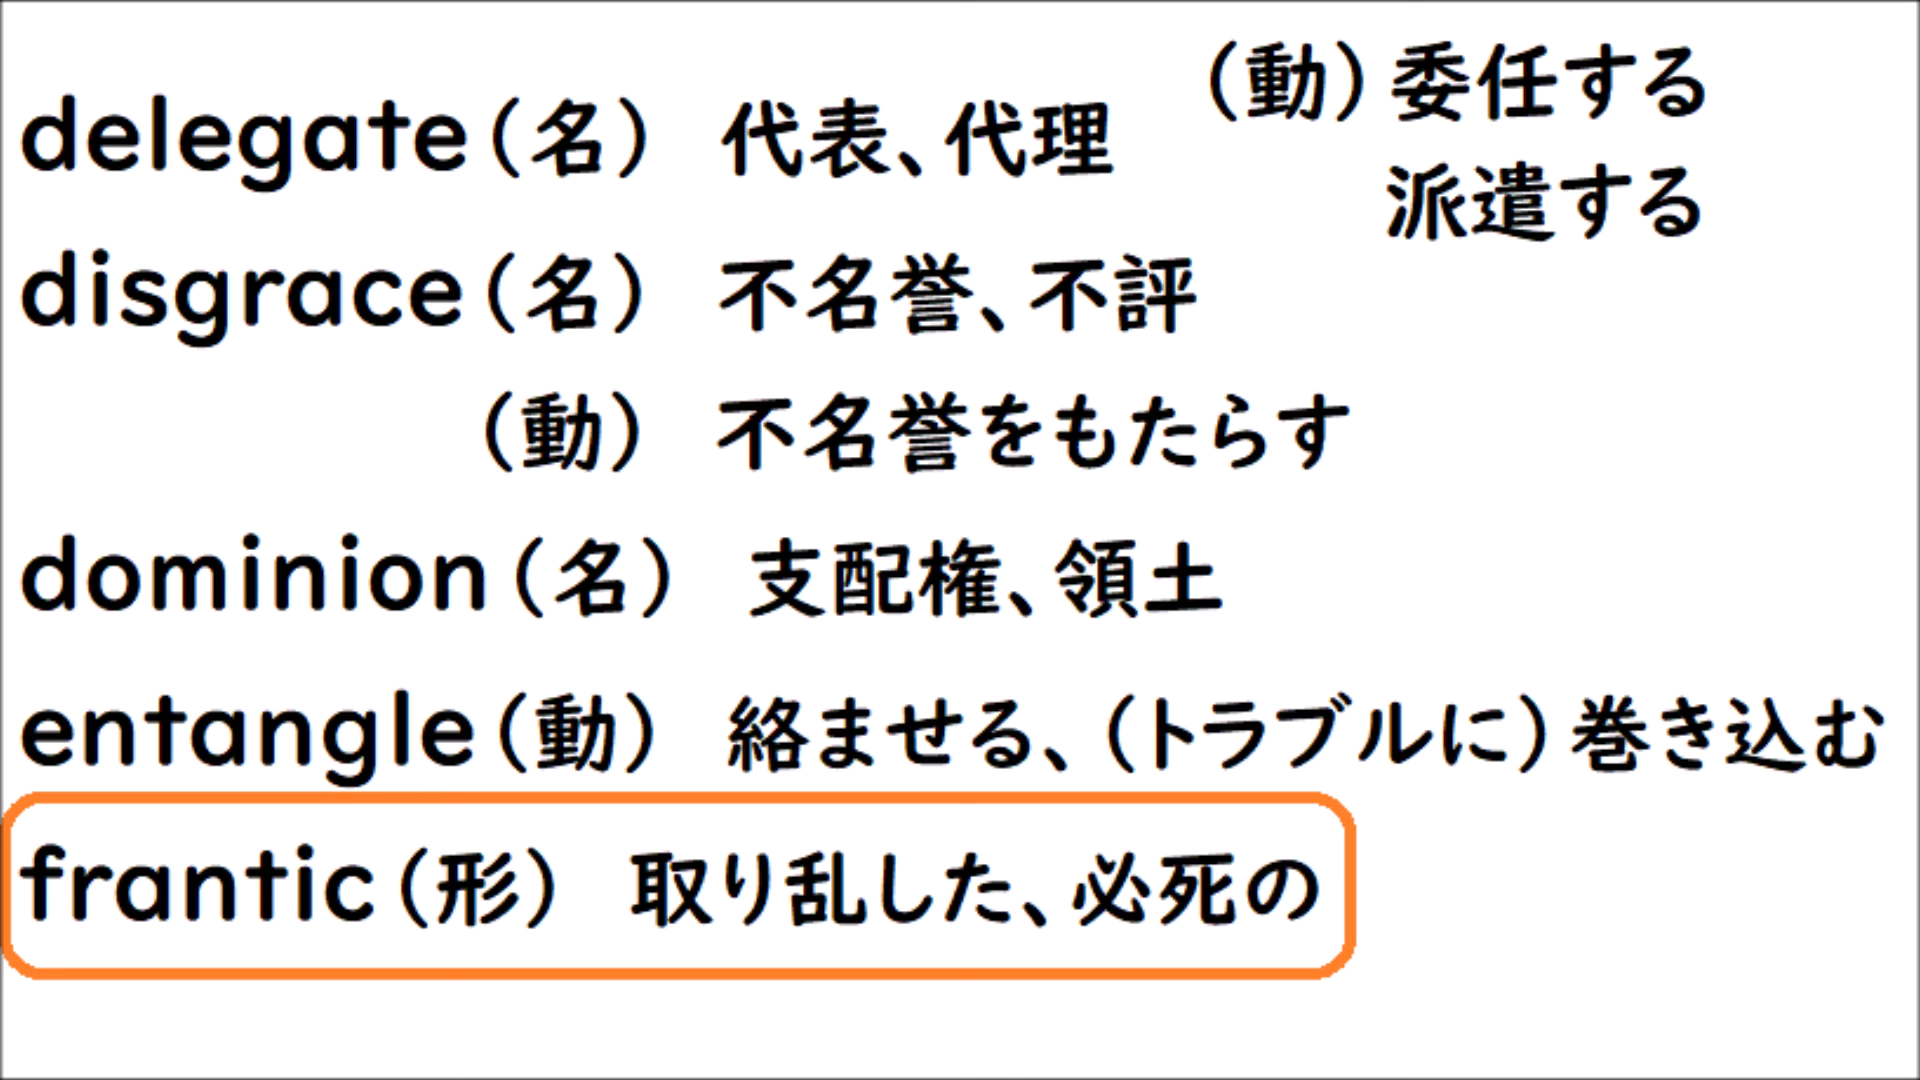 delegate(名) 代表、代理 (動)委任する
派遣する
disgrace(名) 不名誉、不評
(動) 不名誉をもたらす
dominion(名) 支配権、領土
entangle(動) 絡ませる、(トラブルに)巻き込む
frantic(形) 取り乱した、必死の